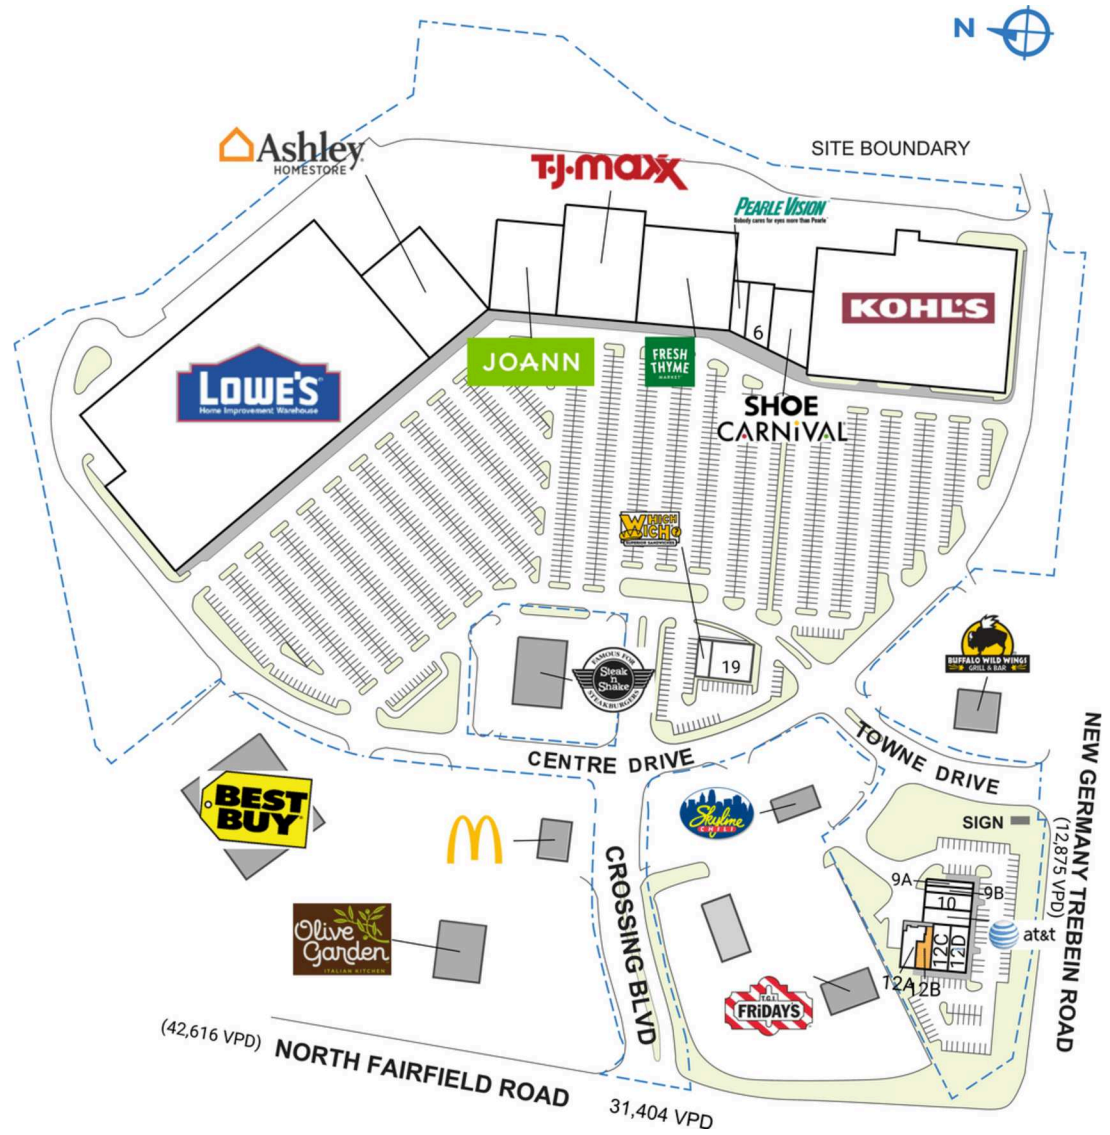 N
SITE BOUNDARY
Ashley
HOMESTORE
T·J·maxx
PEARLE VISION
Nobody cares for eyes more than Pearle
KOHL'S
6
LOWE'S
Home Improvement Warehouse
JOANN
FRESH
THYME
MARKET
SHOE
CARNiVAL
WHICH
WICH?
SUPERIOR SANDWICHES
19
FAMOUS FOR
Steak
n
Shake
STEAKBURGERS
BUFFALO WILD WINGS
GRILL & BAR
CENTRE DRIVE
TOWNE DRIVE
NEW GERMANY TREBEIN ROAD
(12,875 VPD)
BEST
BUY
Skyline
CHILI
SIGN
CROSSING BLVD
9A
9B
10
at&t
12C
12D
12A
12B
Olive
Garden
ITALIAN KITCHEN
T.G.I.
FRiDAY'S
(42,616 VPD)
NORTH FAIRFIELD ROAD
31,404 VPD